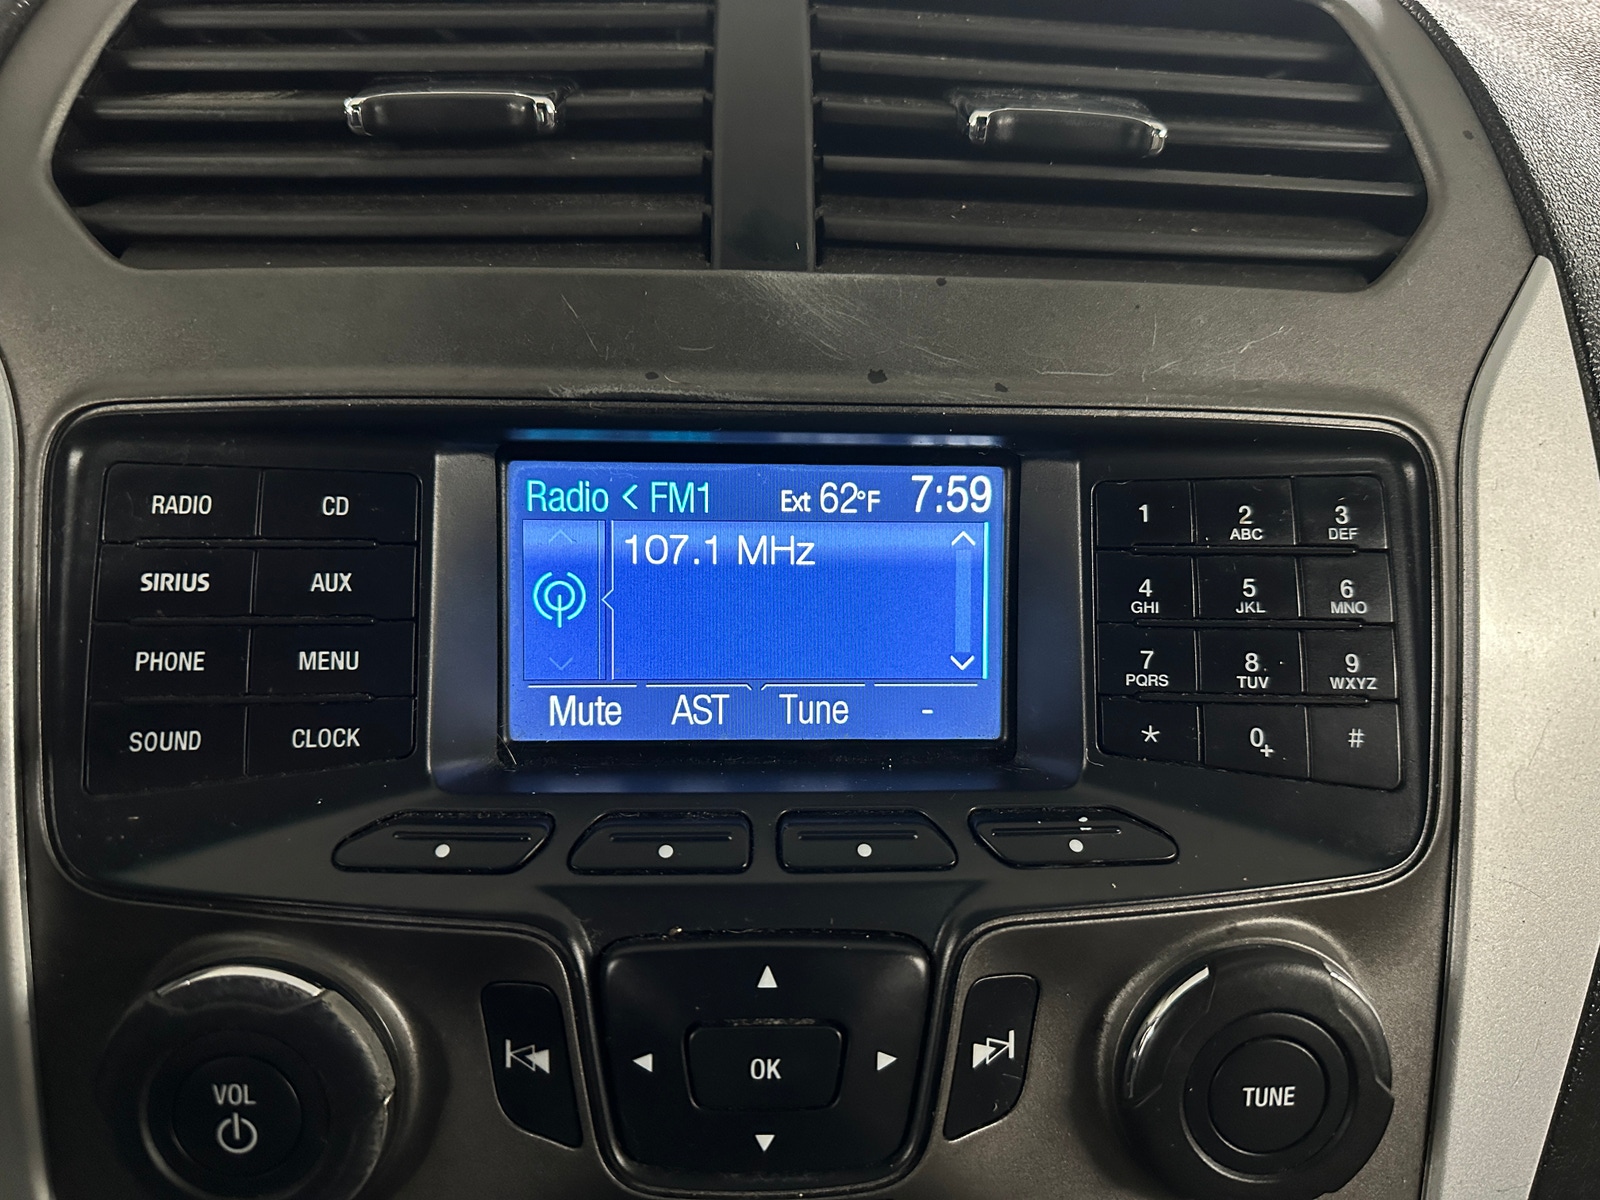 Radio < FM1 Ext 62°F 7:59
107.1 MHz
Mute AST Tune -
RADIO CD
SIRIUS AUX
PHONE MENU
SOUND CLOCK
1 2 ABC 3 DEF
4 GHI 5 JKL 6 MNO
7 PQRS 8 TUV 9 WXYZ
* 0+ #
VOL
OK
TUNE